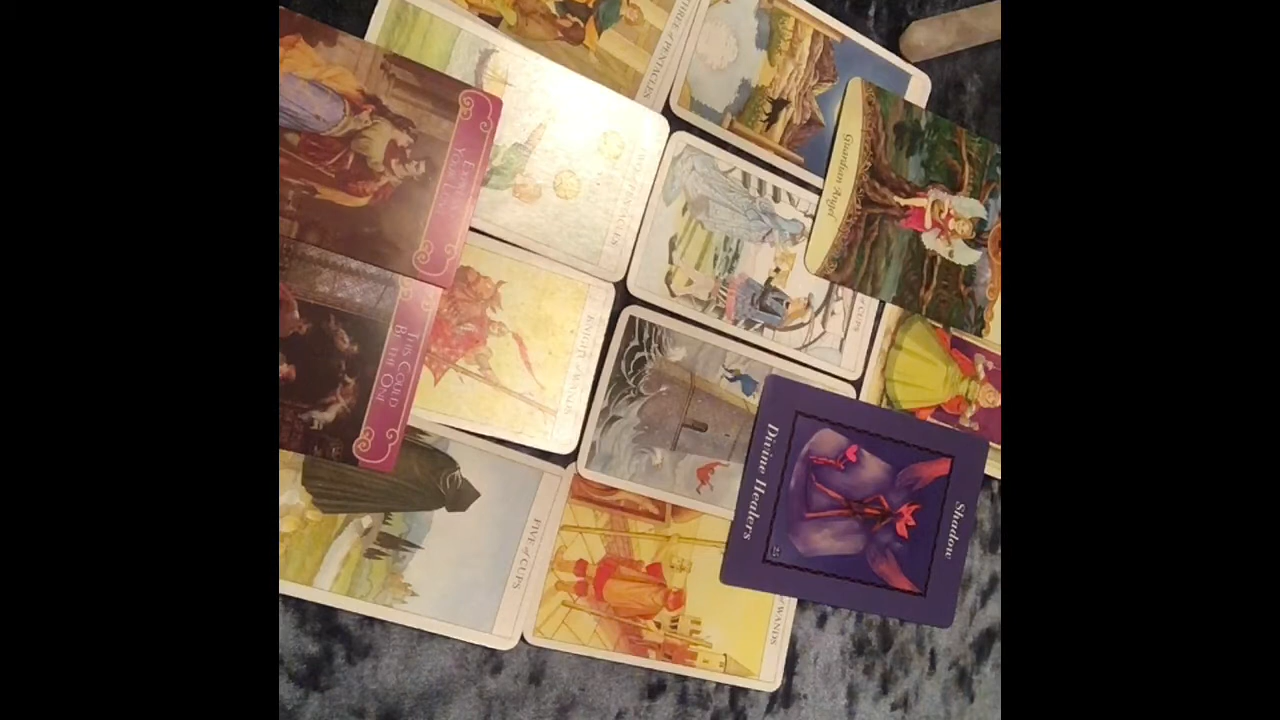 THREE of PENTACLES
PENTACLES
Guardian Angel
CUPS
KNIGHT of WANDS
THIS COULD
BE THE ONE
FIVE of CUPS
of WANDS
Shadow
25
Divine Healers